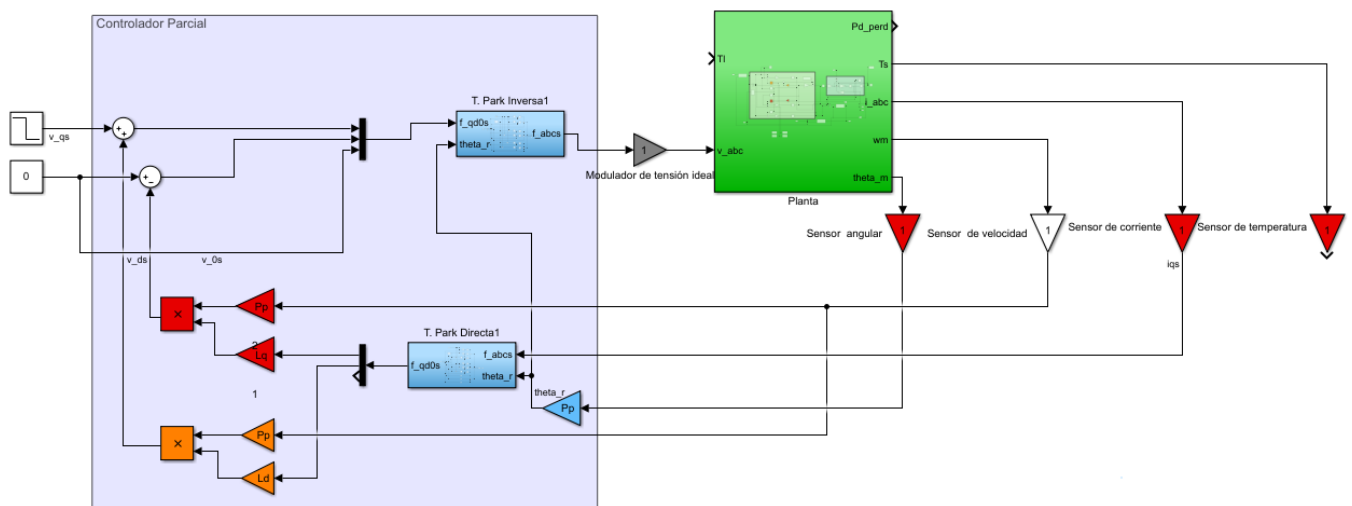 Controlador Parcial
Pd_perd
Tl
Ts
T. Park Inversa1
i_abc
f_qd0s
f_abcs
v_qs
theta_r
wm
1
v_abc
0
Modulador de tensión ideal
theta_m
Planta
Sensor angular
1
Sensor de velocidad
1
Sensor de corriente
1
Sensor de temperatura
1
v_ds
v_0s
iqs
Pp
×
T. Park Directa1
2
Lq
f_qd0s
f_abcs
theta_r
1
theta_r
Pp
Pp
×
Ld